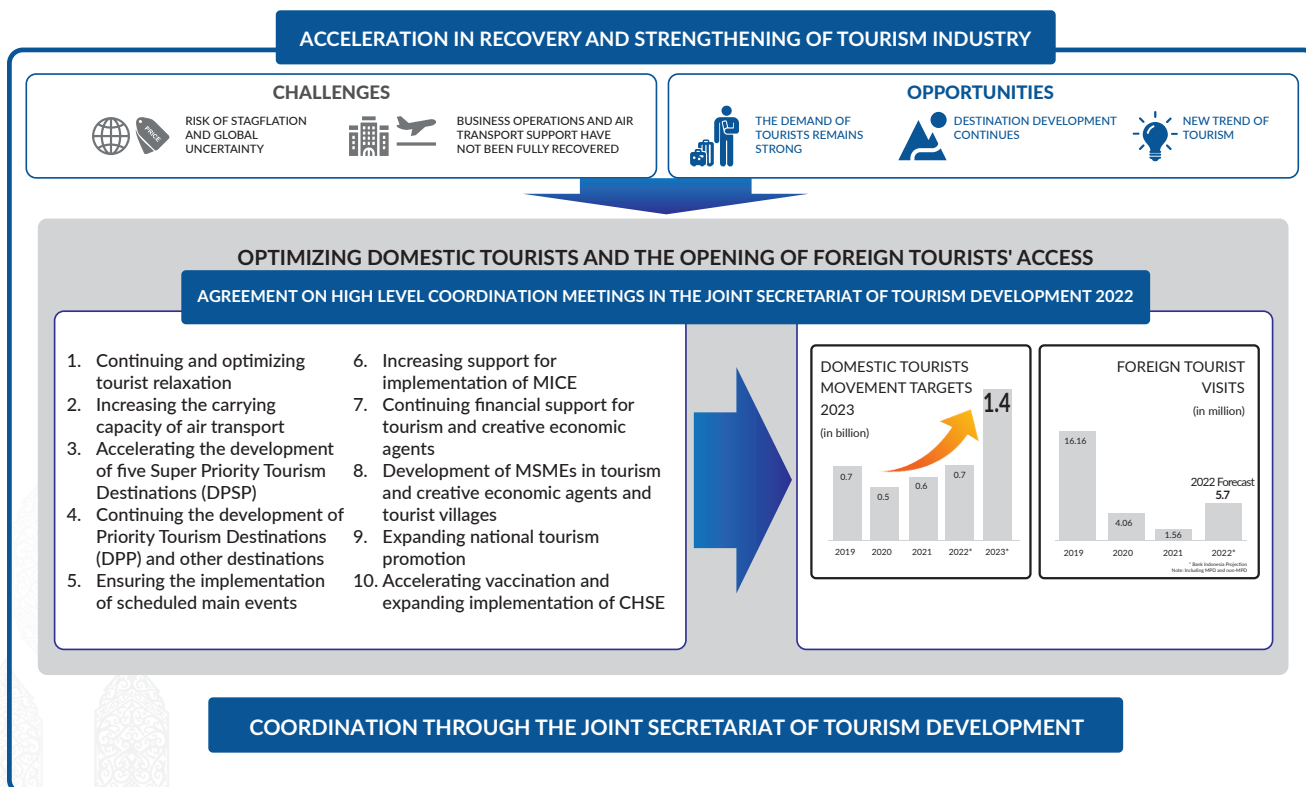 ACCELERATION IN RECOVERY AND STRENGTHENING OF TOURISM INDUSTRY
CHALLENGES
PRICE
RISK OF STAGFLATION
AND GLOBAL
UNCERTAINTY
BUSINESS OPERATIONS AND AIR
TRANSPORT SUPPORT HAVE
NOT BEEN FULLY RECOVERED
OPPORTUNITIES
THE DEMAND OF
TOURISTS REMAINS
STRONG
DESTINATION DEVELOPMENT
CONTINUES
NEW TREND OF
TOURISM
OPTIMIZING DOMESTIC TOURISTS AND THE OPENING OF FOREIGN TOURISTS' ACCESS
AGREEMENT ON HIGH LEVEL COORDINATION MEETINGS IN THE JOINT SECRETARIAT OF TOURISM DEVELOPMENT 2022
1. Continuing and optimizing
tourist relaxation
2. Increasing the carrying
capacity of air transport
3. Accelerating the development
of five Super Priority Tourism
Destinations (DPSP)
4. Continuing the development of
Priority Tourism Destinations
(DPP) and other destinations
5. Ensuring the implementation
of scheduled main events
6. Increasing support for
implementation of MICE
7. Continuing financial support for
tourism and creative economic
agents
8. Development of MSMEs in tourism
and creative economic agents and
tourist villages
9. Expanding national tourism
promotion
10. Accelerating vaccination and
expanding implementation of CHSE
DOMESTIC TOURISTS
MOVEMENT TARGETS
2023
(in billion)
0.7
0.5
0.6
0.7
1.4
2019 2020 2021 2022* 2023*
FOREIGN TOURIST
VISITS
(in million)
16.16
4.06
1.56
2022 Forecast
5.7
2019 2020 2021 2022*
* Bank Indonesia Projection
Note: Including MPD and non-MPD
COORDINATION THROUGH THE JOINT SECRETARIAT OF TOURISM DEVELOPMENT